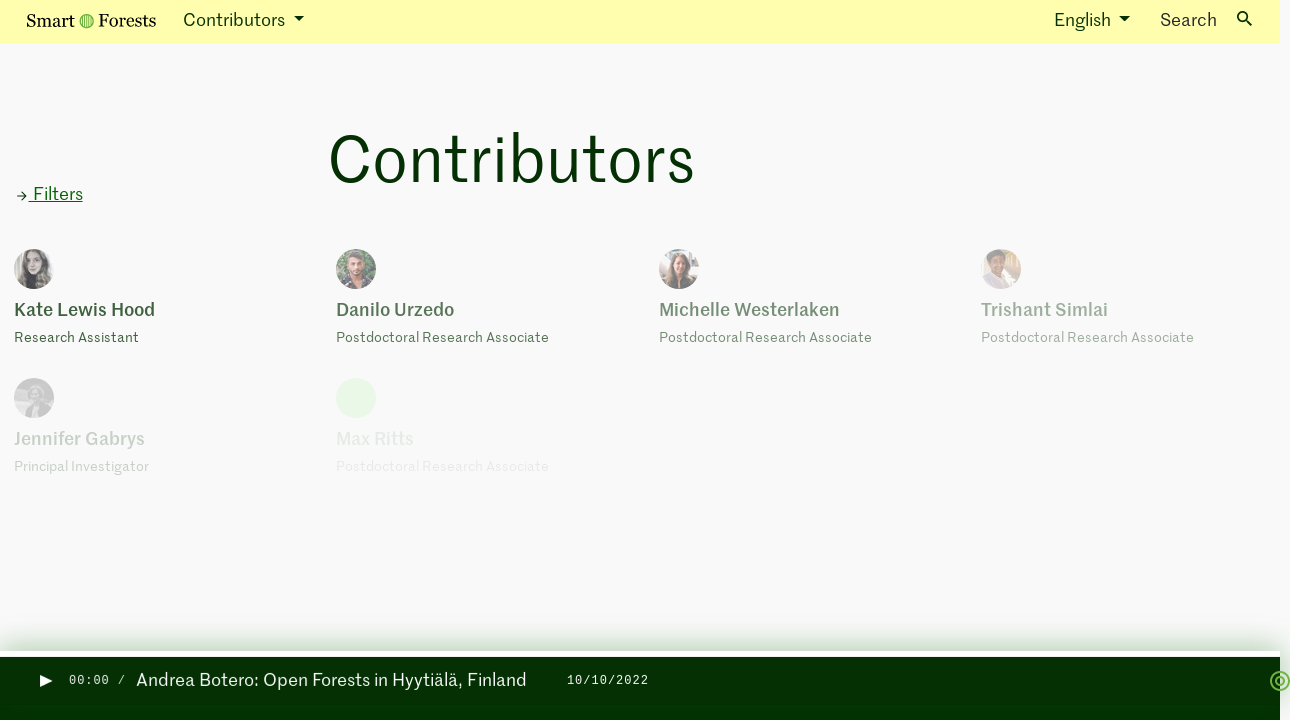 Smart Forests Contributors English Search
Contributors
Filters
Kate Lewis Hood
Research Assistant
Danilo Urzedo
Postdoctoral Research Associate
Michelle Westerlaken
Postdoctoral Research Associate
Trishant Simlai
Postdoctoral Research Associate
Jennifer Gabrys
Principal Investigator
Max Ritts
Postdoctoral Research Associate
00:00 / Andrea Botero: Open Forests in Hyytiälä, Finland 10/10/2022